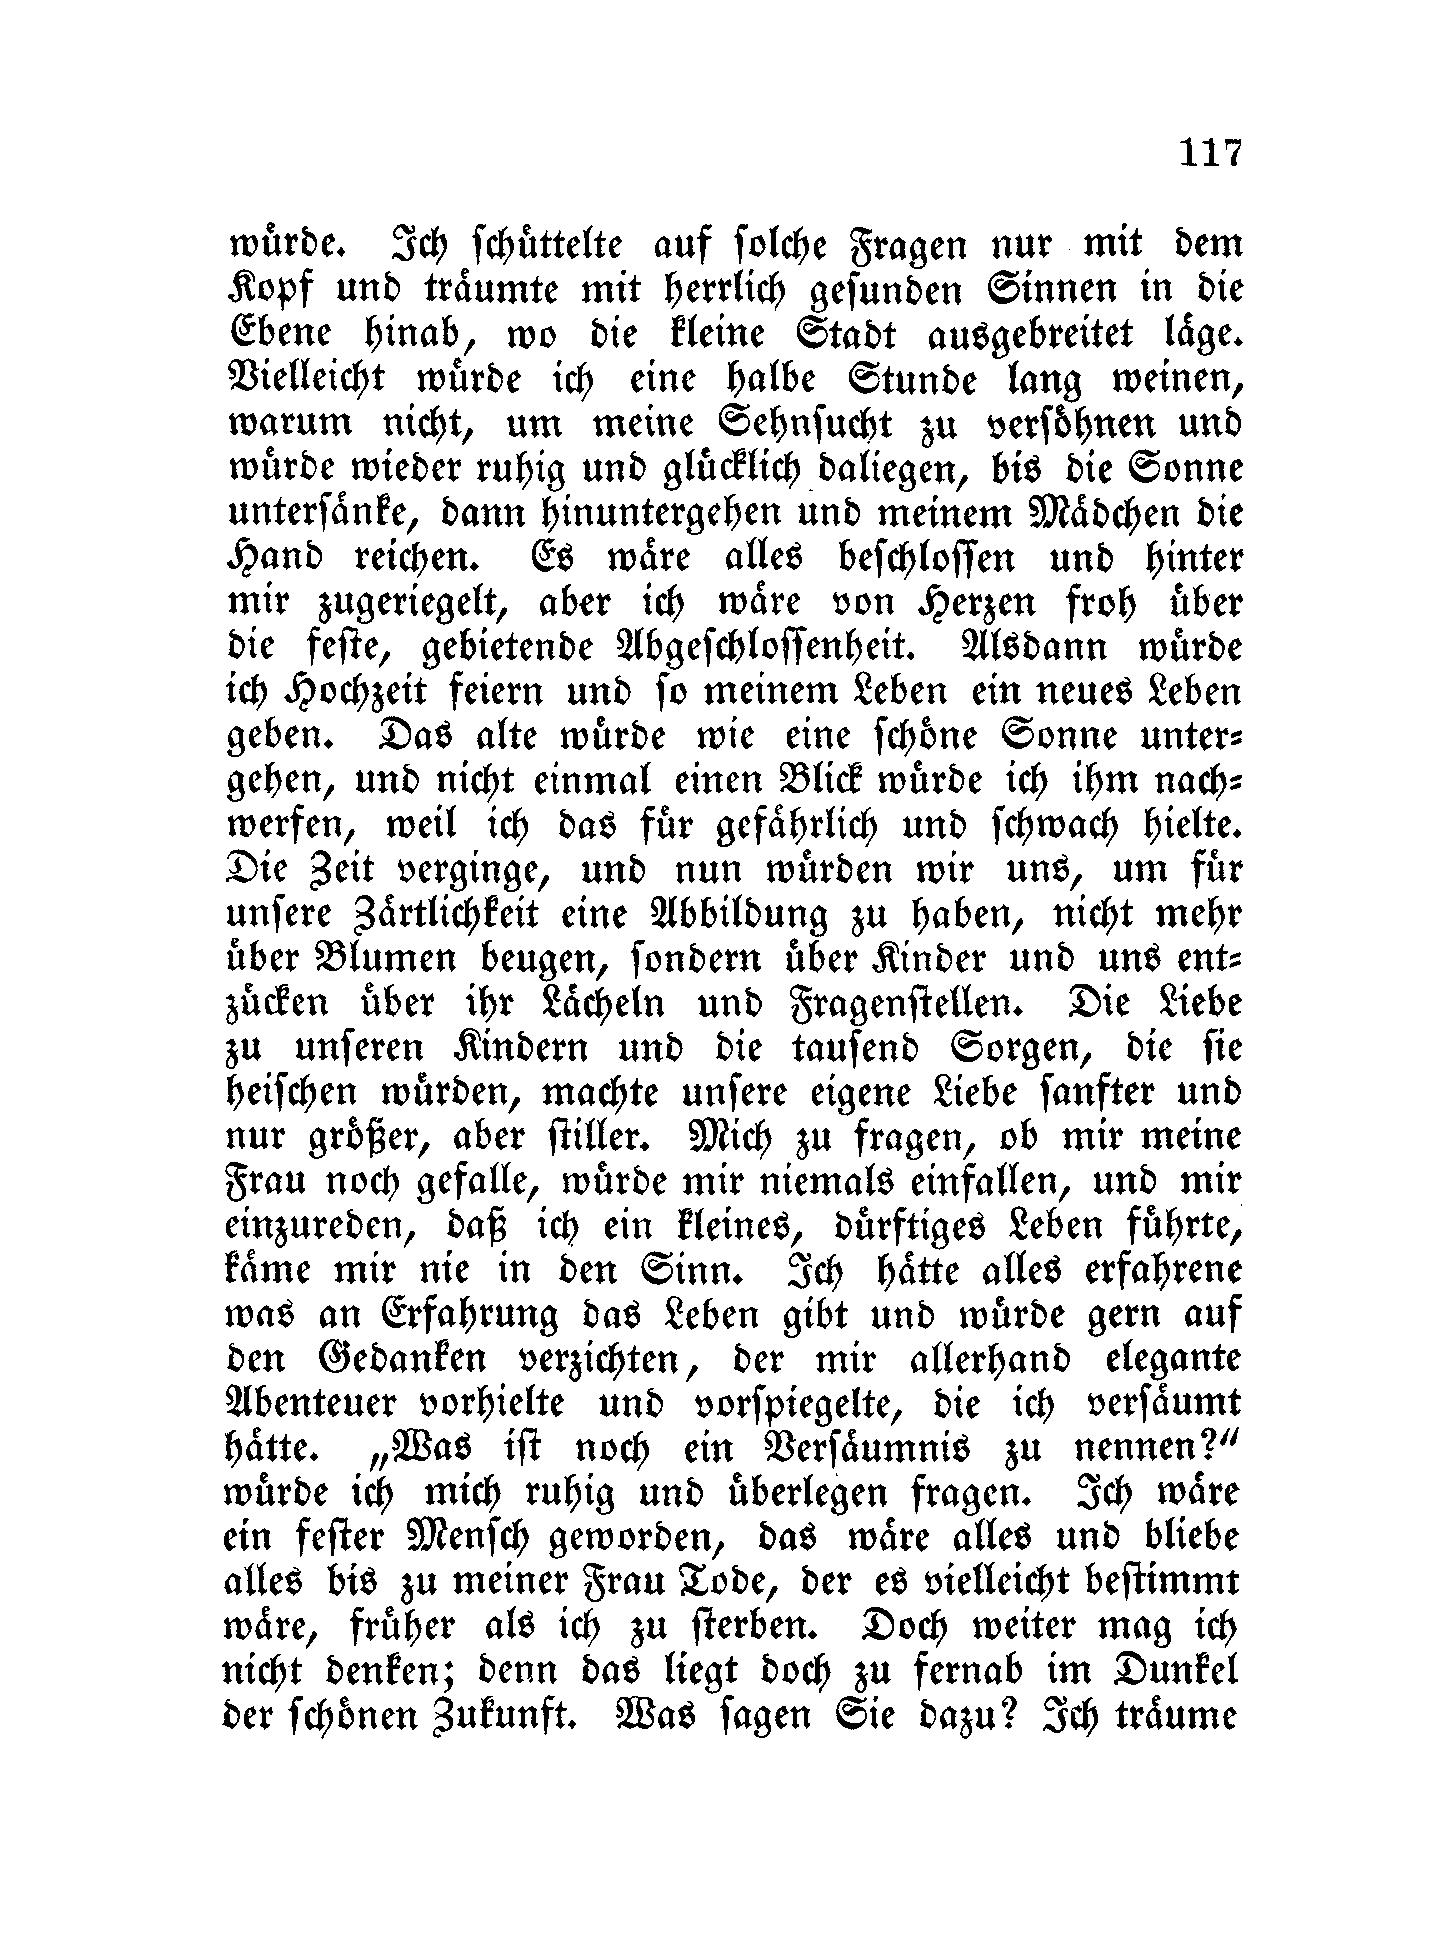 117
würde. Ich schüttelte auf solche Fragen nur mit dem
Kopf und träumte mit herrlich gesunden Sinnen in die
Ebene hinab, wo die kleine Stadt ausgebreitet läge.
Vielleicht würde ich eine halbe Stunde lang weinen,
warum nicht, um meine Sehnsucht zu versöhnen und
würde wieder ruhig und glücklich daliegen, bis die Sonne
untersänke, dann hinuntergehen und meinem Mädchen die
Hand reichen. Es wäre alles beschlossen und hinter
mir zugeriegelt, aber ich wäre von Herzen froh über
die feste, gebietende Abgeschlossenheit. Alsdann würde
ich Hochzeit feiern und so meinem Leben ein neues Leben
geben. Das alte würde wie eine schöne Sonne unter-
gehen, und nicht einmal einen Blick würde ich ihm nach-
werfen, weil ich das für gefährlich und schwach hielte.
Die Zeit verginge, und nun würden wir uns, um für
unsere Zärtlichkeit eine Abbildung zu haben, nicht mehr
über Blumen beugen, sondern über Kinder und uns ent-
zücken über ihr Lächeln und Fragenstellen. Die Liebe
zu unseren Kindern und die tausend Sorgen, die sie
heischen würden, machte unsere eigene Liebe sanfter und
nur größer, aber stiller. Mich zu fragen, ob mir meine
Frau noch gefalle, würde mir niemals einfallen, und mir
einzureden, daß ich ein kleines, dürftiges Leben führte,
käme mir nie in den Sinn. Ich hätte alles erfahrene
was an Erfahrung das Leben gibt und würde gern auf
den Gedanken verzichten, der mir allerhand elegante
Abenteuer vorhielte und vorspiegelte, die ich versäumt
hätte. „Was ist noch ein Versäumnis zu nennen?“
würde ich mich ruhig und überlegen fragen. Ich wäre
ein fester Mensch geworden, das wäre alles und bliebe
alles bis zu meiner Frau Tode, der es vielleicht bestimmt
wäre, früher als ich zu sterben. Doch weiter mag ich
nicht denken; denn das liegt doch zu fernab im Dunkel
der schönen Zukunft. Was sagen Sie dazu? Ich träume